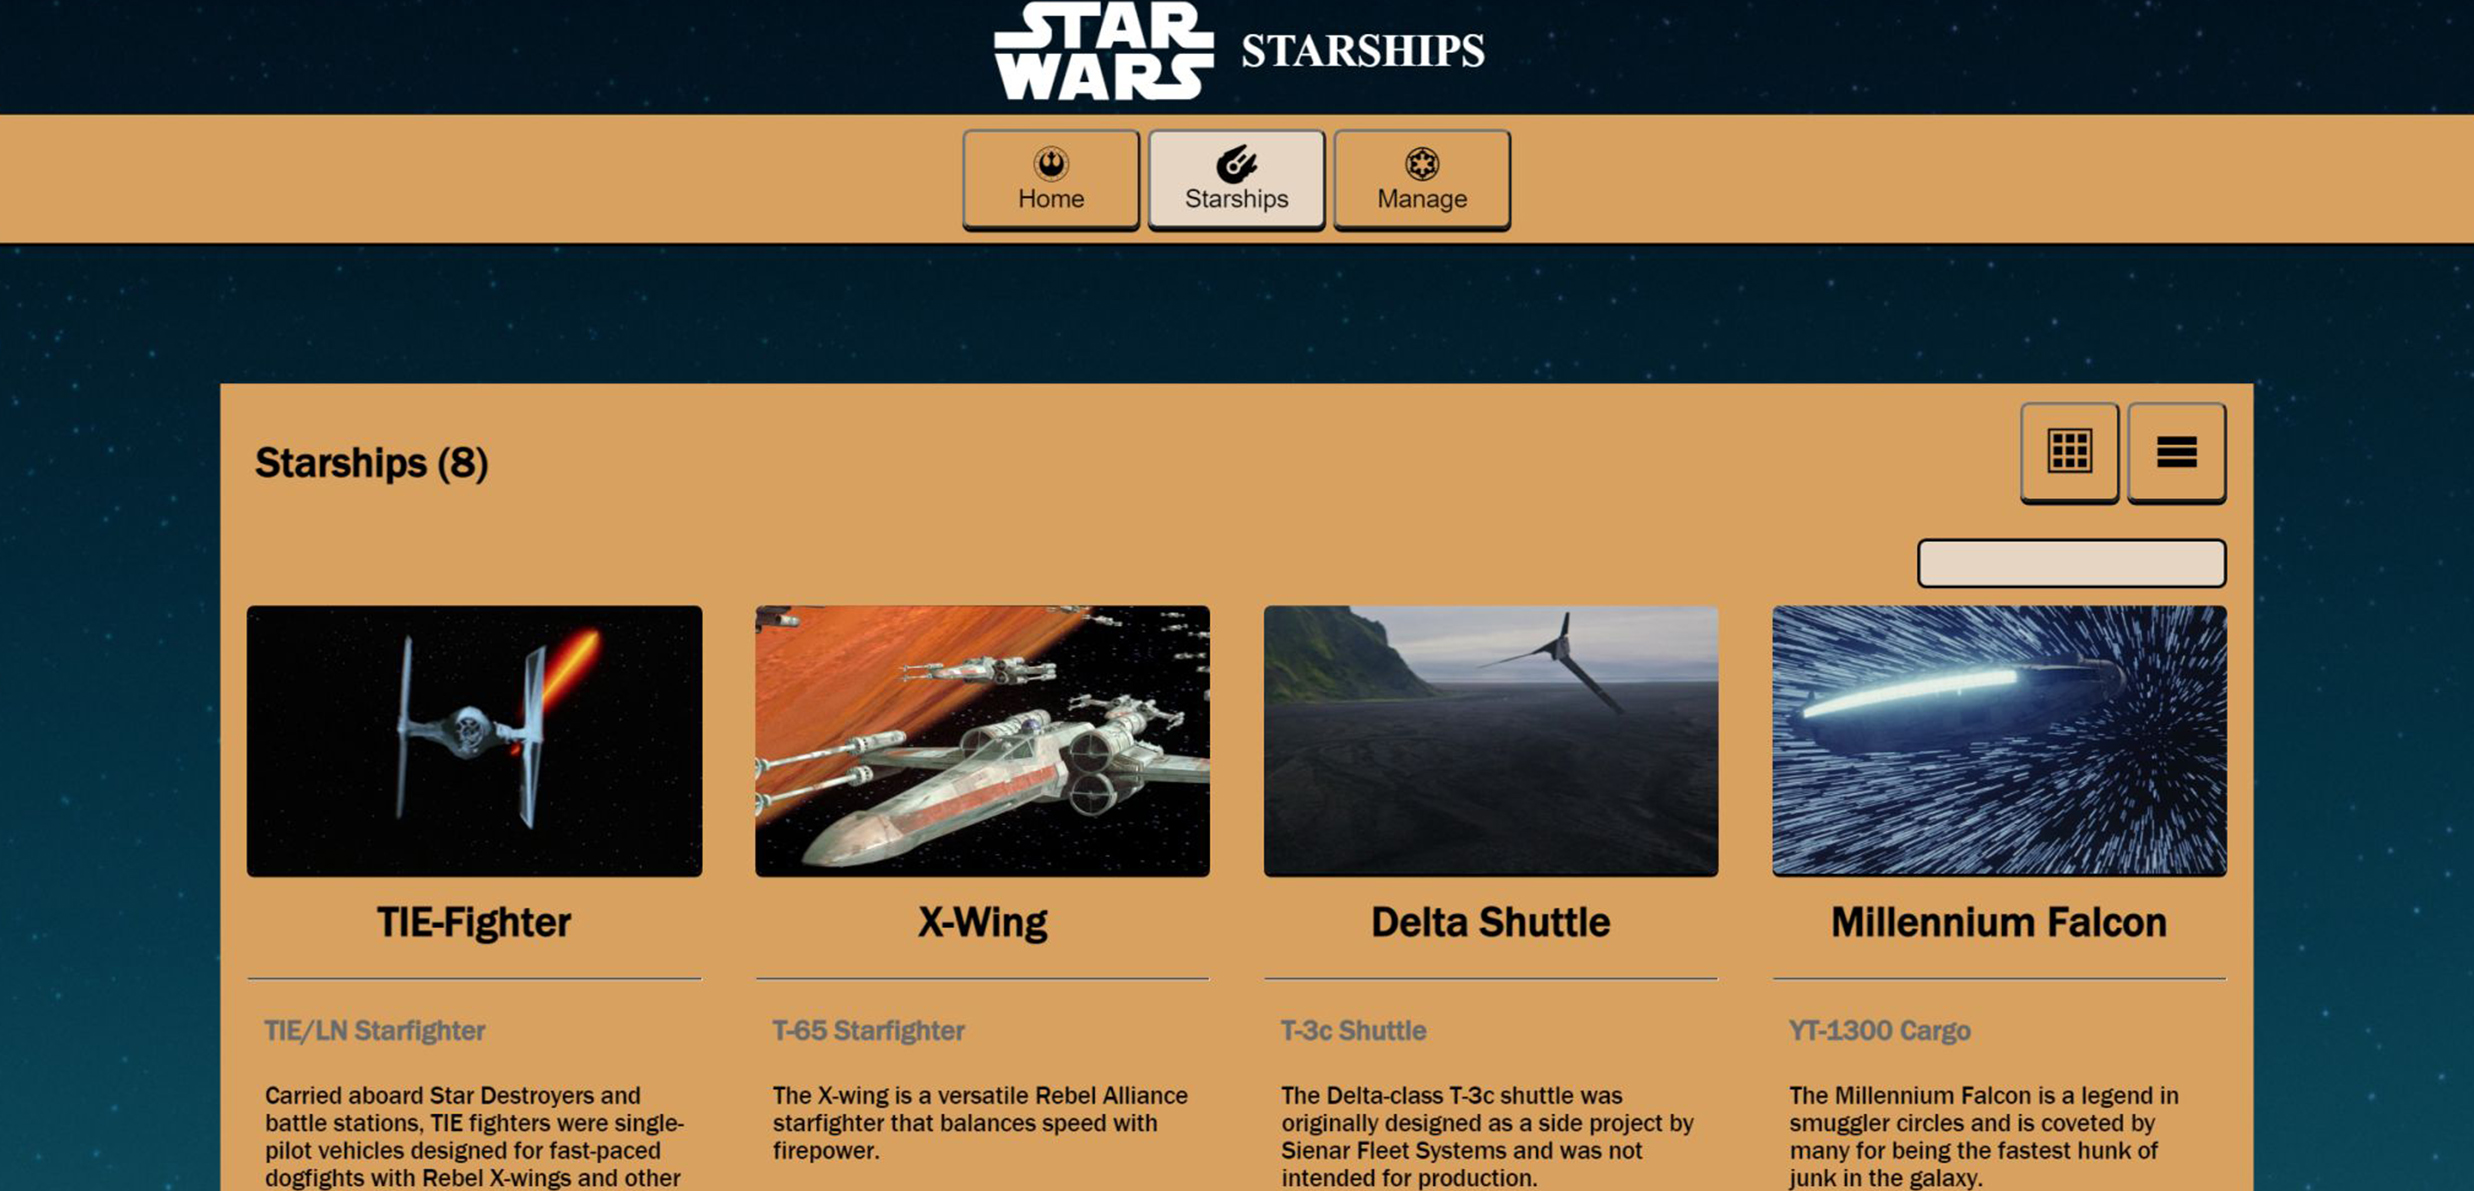 STAR
WARS
STARSHIPS
Home
Starships
Manage
Starships (8)
TIE-Fighter
X-Wing
Delta Shuttle
Millennium Falcon
TIE/LN Starfighter
T-65 Starfighter
T-3c Shuttle
YT-1300 Cargo
Carried aboard Star Destroyers and
battle stations, TIE fighters were single-
pilot vehicles designed for fast-paced
dogfights with Rebel X-wings and other
The X-wing is a versatile Rebel Alliance
starfighter that balances speed with
firepower.
The Delta-class T-3c shuttle was
originally designed as a side project by
Sienar Fleet Systems and was not
intended for production.
The Millennium Falcon is a legend in
smuggler circles and is coveted by
many for being the fastest hunk of
junk in the galaxy.